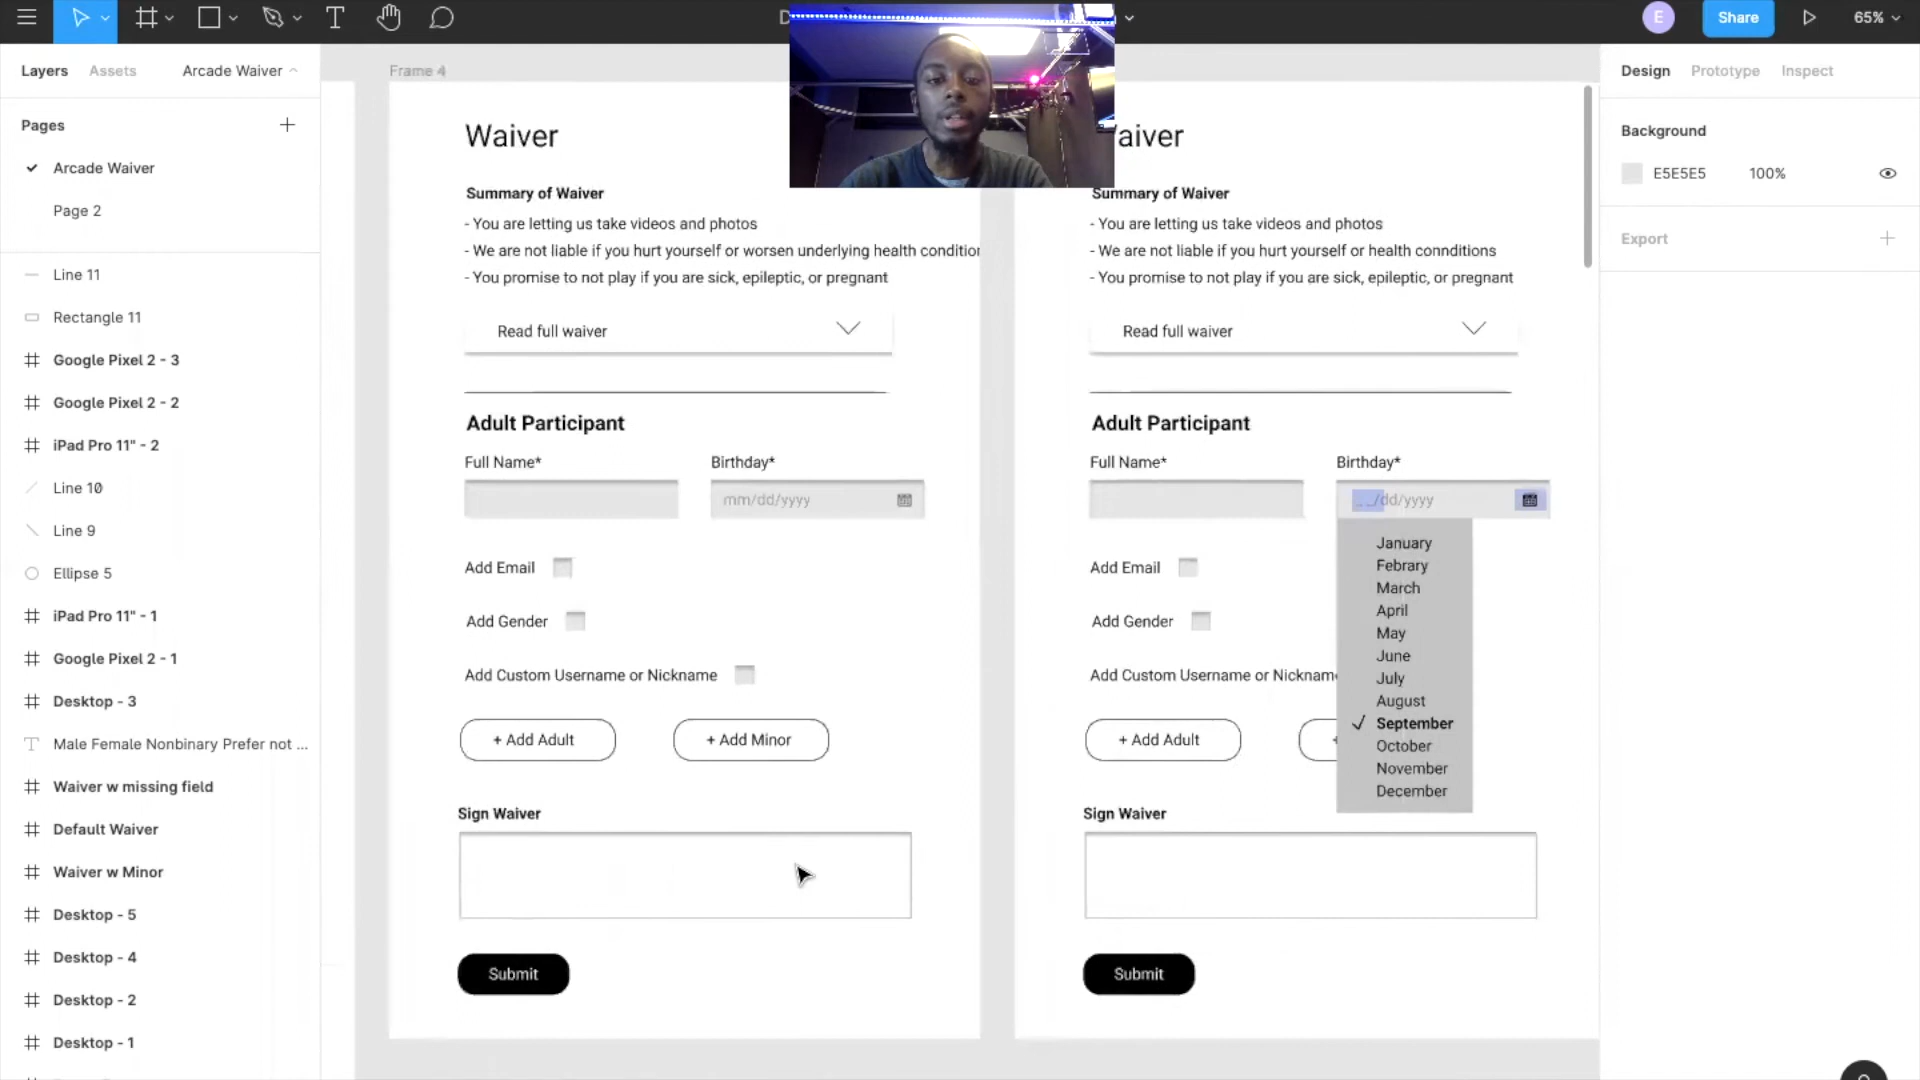 D
E
Share
65%
Layers
Assets
Arcade Waiver
Pages
Arcade Waiver
Page 2
Line 11
Rectangle 11
Google Pixel 2 - 3
Google Pixel 2 - 2
iPad Pro 11" - 2
Line 10
Line 9
Ellipse 5
iPad Pro 11" - 1
Google Pixel 2 - 1
Desktop - 3
Male Female Nonbinary Prefer not ...
Waiver w missing field
Default Waiver
Waiver w Minor
Desktop - 5
Desktop - 4
Desktop - 2
Desktop - 1
Frame 4
Waiver
Summary of Waiver
- You are letting us take videos and photos
- We are not liable if you hurt yourself or worsen underlying health condition
- You promise to not play if you are sick, epileptic, or pregnant
Read full waiver
Adult Participant
Full Name*
Birthday*
mm/dd/yyyy
Add Email
Add Gender
Add Custom Username or Nickname
+ Add Adult
+ Add Minor
Sign Waiver
Submit
aiver
Summary of Waiver
- You are letting us take videos and photos
- We are not liable if you hurt yourself or health connditions
- You promise to not play if you are sick, epileptic, or pregnant
Read full waiver
Adult Participant
Full Name*
Birthday*
/dd/yyyy
January
Febrary
March
April
May
June
July
August
September
October
November
December
Add Email
Add Gender
Add Custom Username or Nicknam
+ Add Adult
+
Sign Waiver
Submit
Design
Prototype
Inspect
Background
E5E5E5
100%
Export